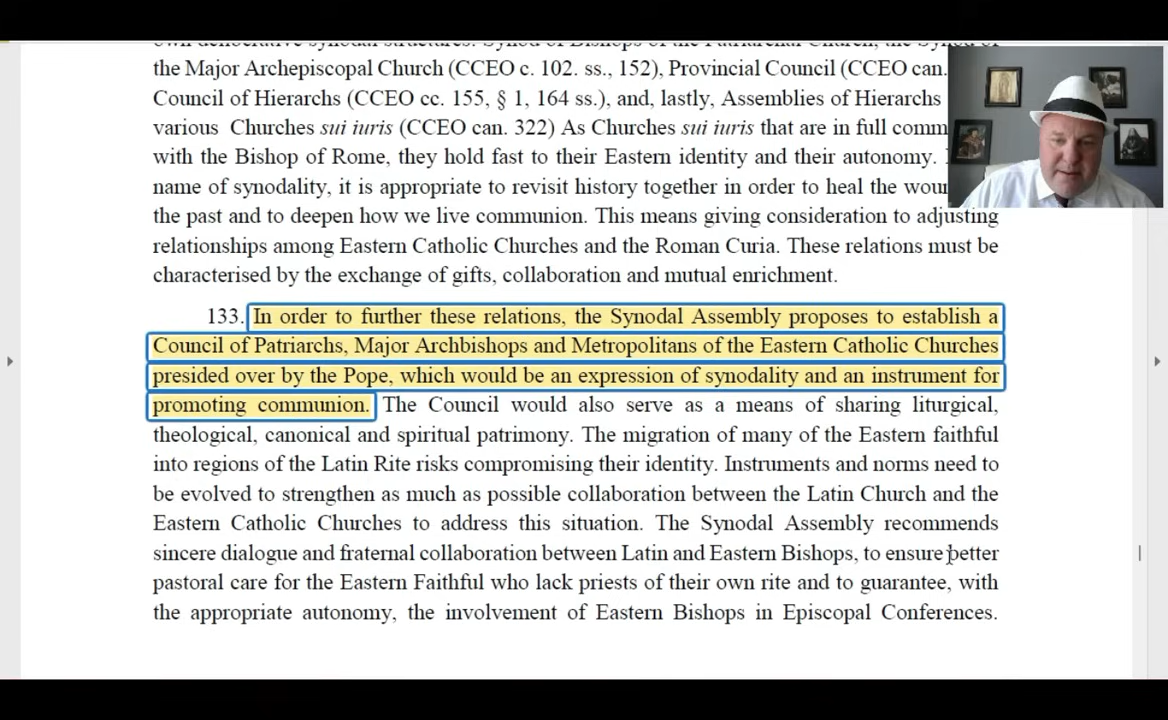 the Major Archepiscopal Church (CCEO c. 102. ss., 152), Provincial Council (CCEO can.
Council of Hierarchs (CCEO cc. 155, § 1, 164 ss.), and, lastly, Assemblies of Hierarchs
various Churches sui iuris (CCEO can. 322) As Churches sui iuris that are in full comm
with the Bishop of Rome, they hold fast to their Eastern identity and their autonomy.
name of synodality, it is appropriate to revisit history together in order to heal the wou
the past and to deepen how we live communion. This means giving consideration to adjusting
relationships among Eastern Catholic Churches and the Roman Curia. These relations must be
characterised by the exchange of gifts, collaboration and mutual enrichment.
133. In order to further these relations, the Synodal Assembly proposes to establish a
Council of Patriarchs, Major Archbishops and Metropolitans of the Eastern Catholic Churches
presided over by the Pope, which would be an expression of synodality and an instrument for
promoting communion. The Council would also serve as a means of sharing liturgical,
theological, canonical and spiritual patrimony. The migration of many of the Eastern faithful
into regions of the Latin Rite risks compromising their identity. Instruments and norms need to
be evolved to strengthen as much as possible collaboration between the Latin Church and the
Eastern Catholic Churches to address this situation. The Synodal Assembly recommends
sincere dialogue and fraternal collaboration between Latin and Eastern Bishops, to ensure better
pastoral care for the Eastern Faithful who lack priests of their own rite and to guarantee, with
the appropriate autonomy, the involvement of Eastern Bishops in Episcopal Conferences.